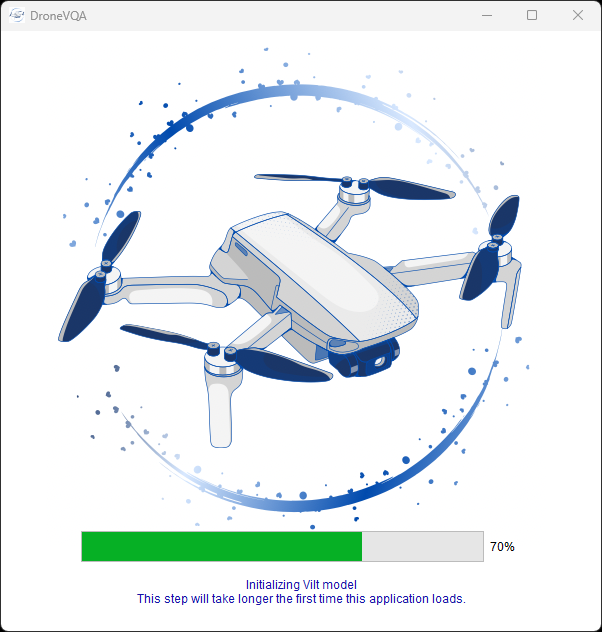 DroneVQA
70%
Initializing Vilt model
This step will take longer the first time this application loads.